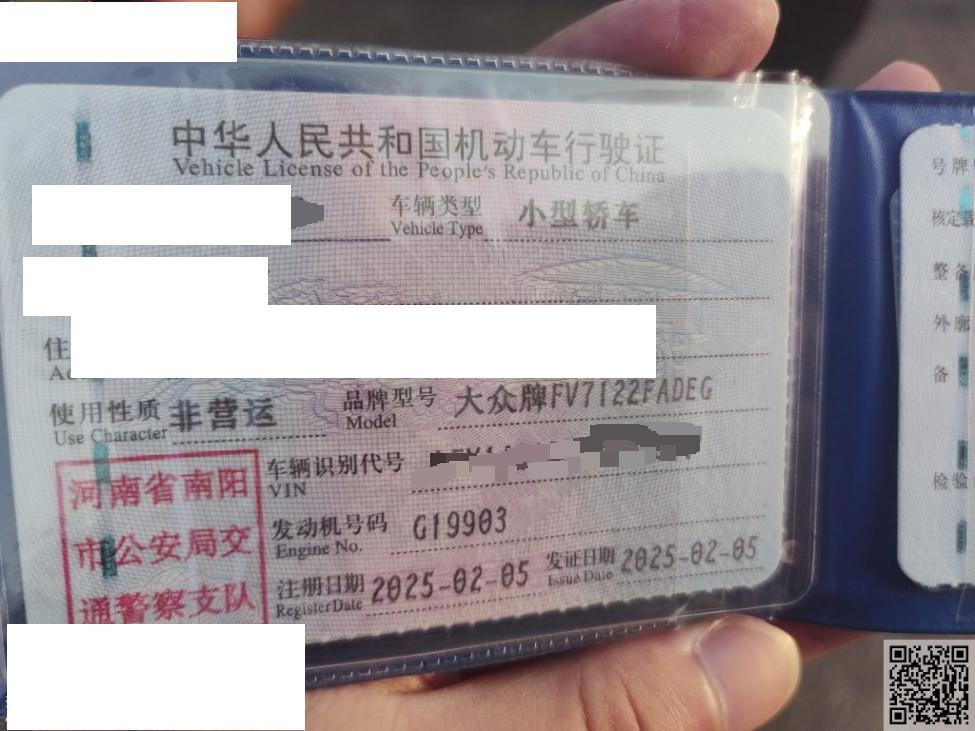 中华人民共和国机动车行驶证
Vehicle License of the People's Republic of China
车辆类型 小型轿车
Vehicle Type
住
使用性质 非营运 品牌型号 大众牌FV7122FADEG
Use Character Model
车辆识别代号
VIN
发动机号码 G19903
Engine No.
注册日期 2025-02-05 发证日期 2025-02-05
Register Date Issue Date
河南省南阳
市公安局交
通警察支队
号牌
核定载
整备
外廓
备
检验